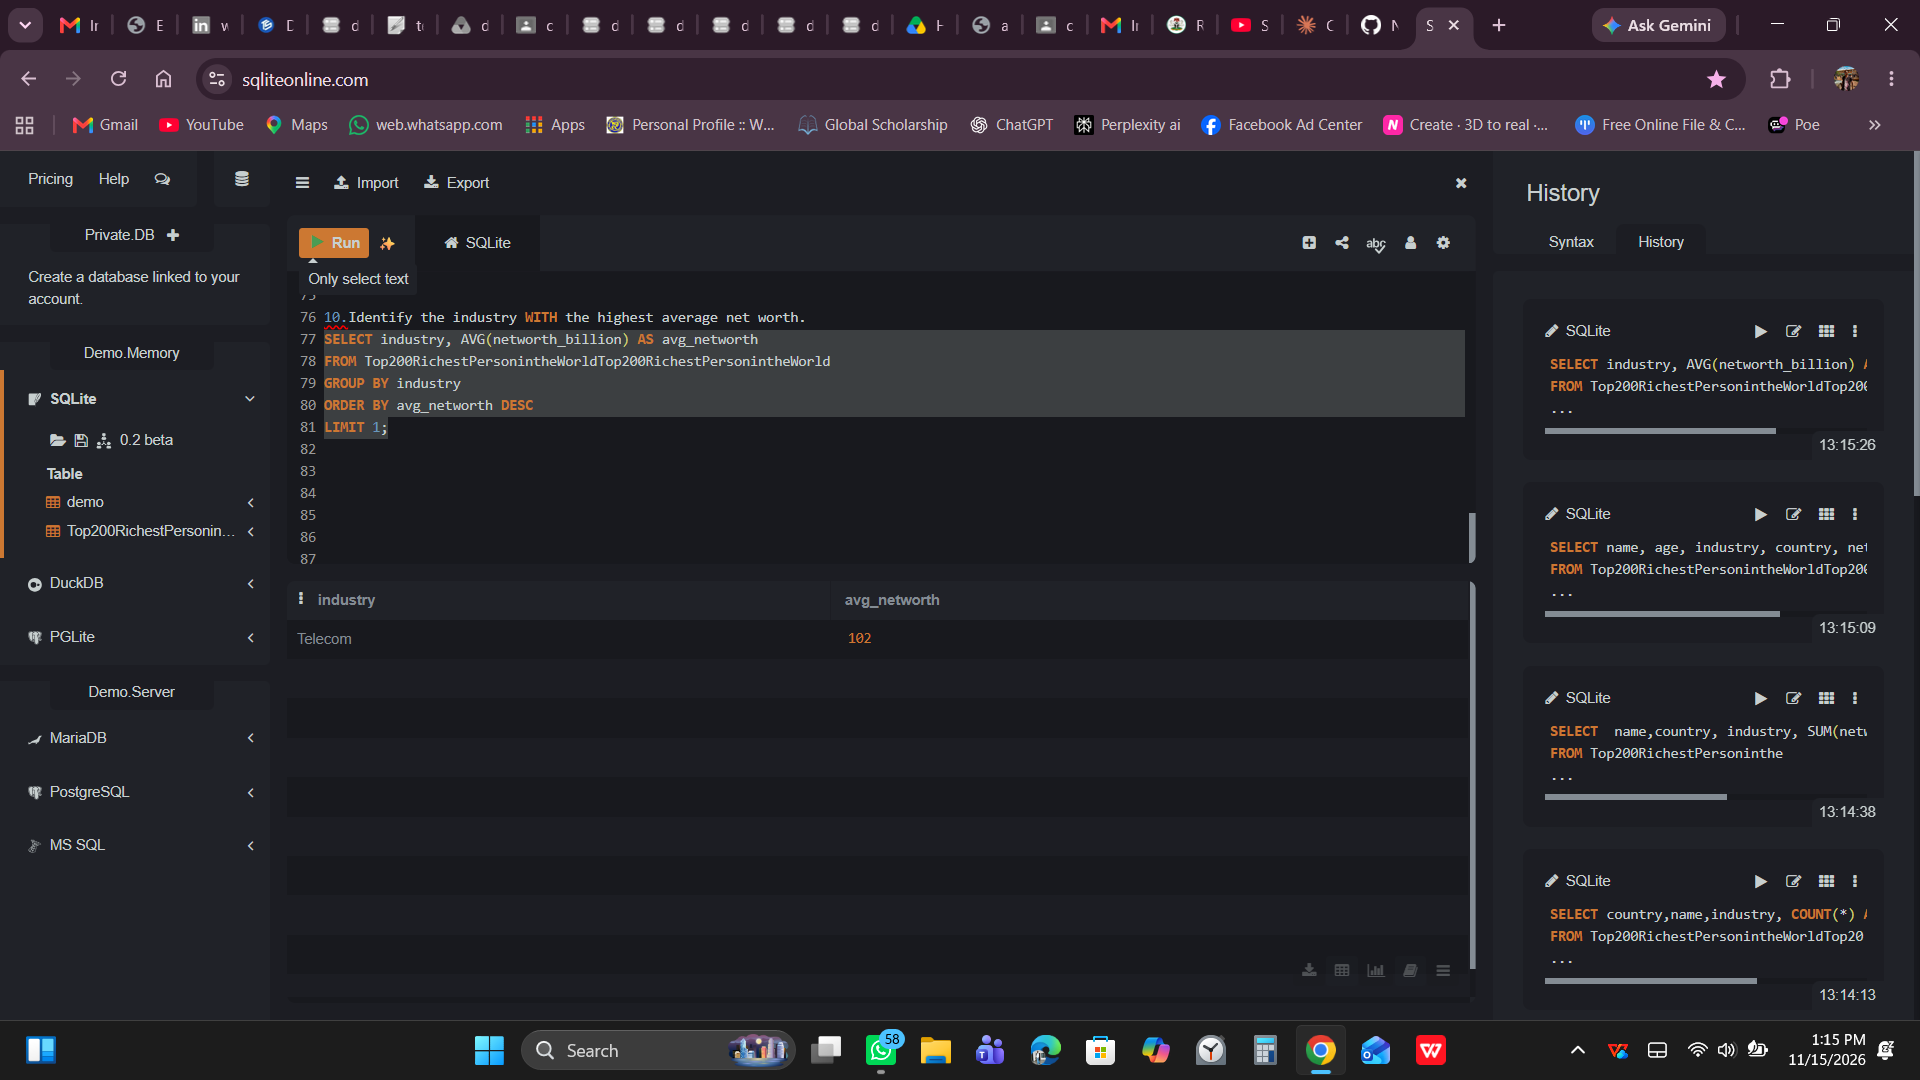 Ir
E
w
D
d
to
d
c
d
d
d
d
d
H
a
c
Ir
R
S
C
N
S
Ask Gemini
sqliteonline.com
Gmail
YouTube
Maps
web.whatsapp.com
Apps
Personal Profile :: W...
Global Scholarship
ChatGPT
Perplexity ai
Facebook Ad Center
Create · 3D to real ·...
Free Online File & C...
Poe
Pricing
Help
Import
Export
History
Private.DB
Create a database linked to your
account.
Run
SQLite
Only select text
Syntax
History
Demo.Memory
SQLite
0.2 beta
Table
demo
Top200RichestPersonin...
DuckDB
PGLite
Demo.Server
MariaDB
PostgreSQL
MS SQL
75
76 10.Identify the industry WITH the highest average net worth.
77 SELECT industry, AVG(networth_billion) AS avg_networth
78 FROM Top200RichestPersonintheWorldTop200RichestPersonintheWorld
79 GROUP BY industry
80 ORDER BY avg_networth DESC
81 LIMIT 1;
82
83
84
85
86
87
industry avg_networth
Telecom 102
SQLite
SELECT industry, AVG(networth_billion) A
FROM Top200RichestPersonintheWorldTop200
...
13:15:26
SQLite
SELECT name, age, industry, country, net
FROM Top200RichestPersonintheWorldTop200
...
13:15:09
SQLite
SELECT name,country, industry, SUM(netw
FROM Top200RichestPersoninthe
...
13:14:38
SQLite
SELECT country,name,industry, COUNT(*) A
FROM Top200RichestPersonintheWorldTop20
...
13:14:13
Search
58
1:15 PM
11/15/2026